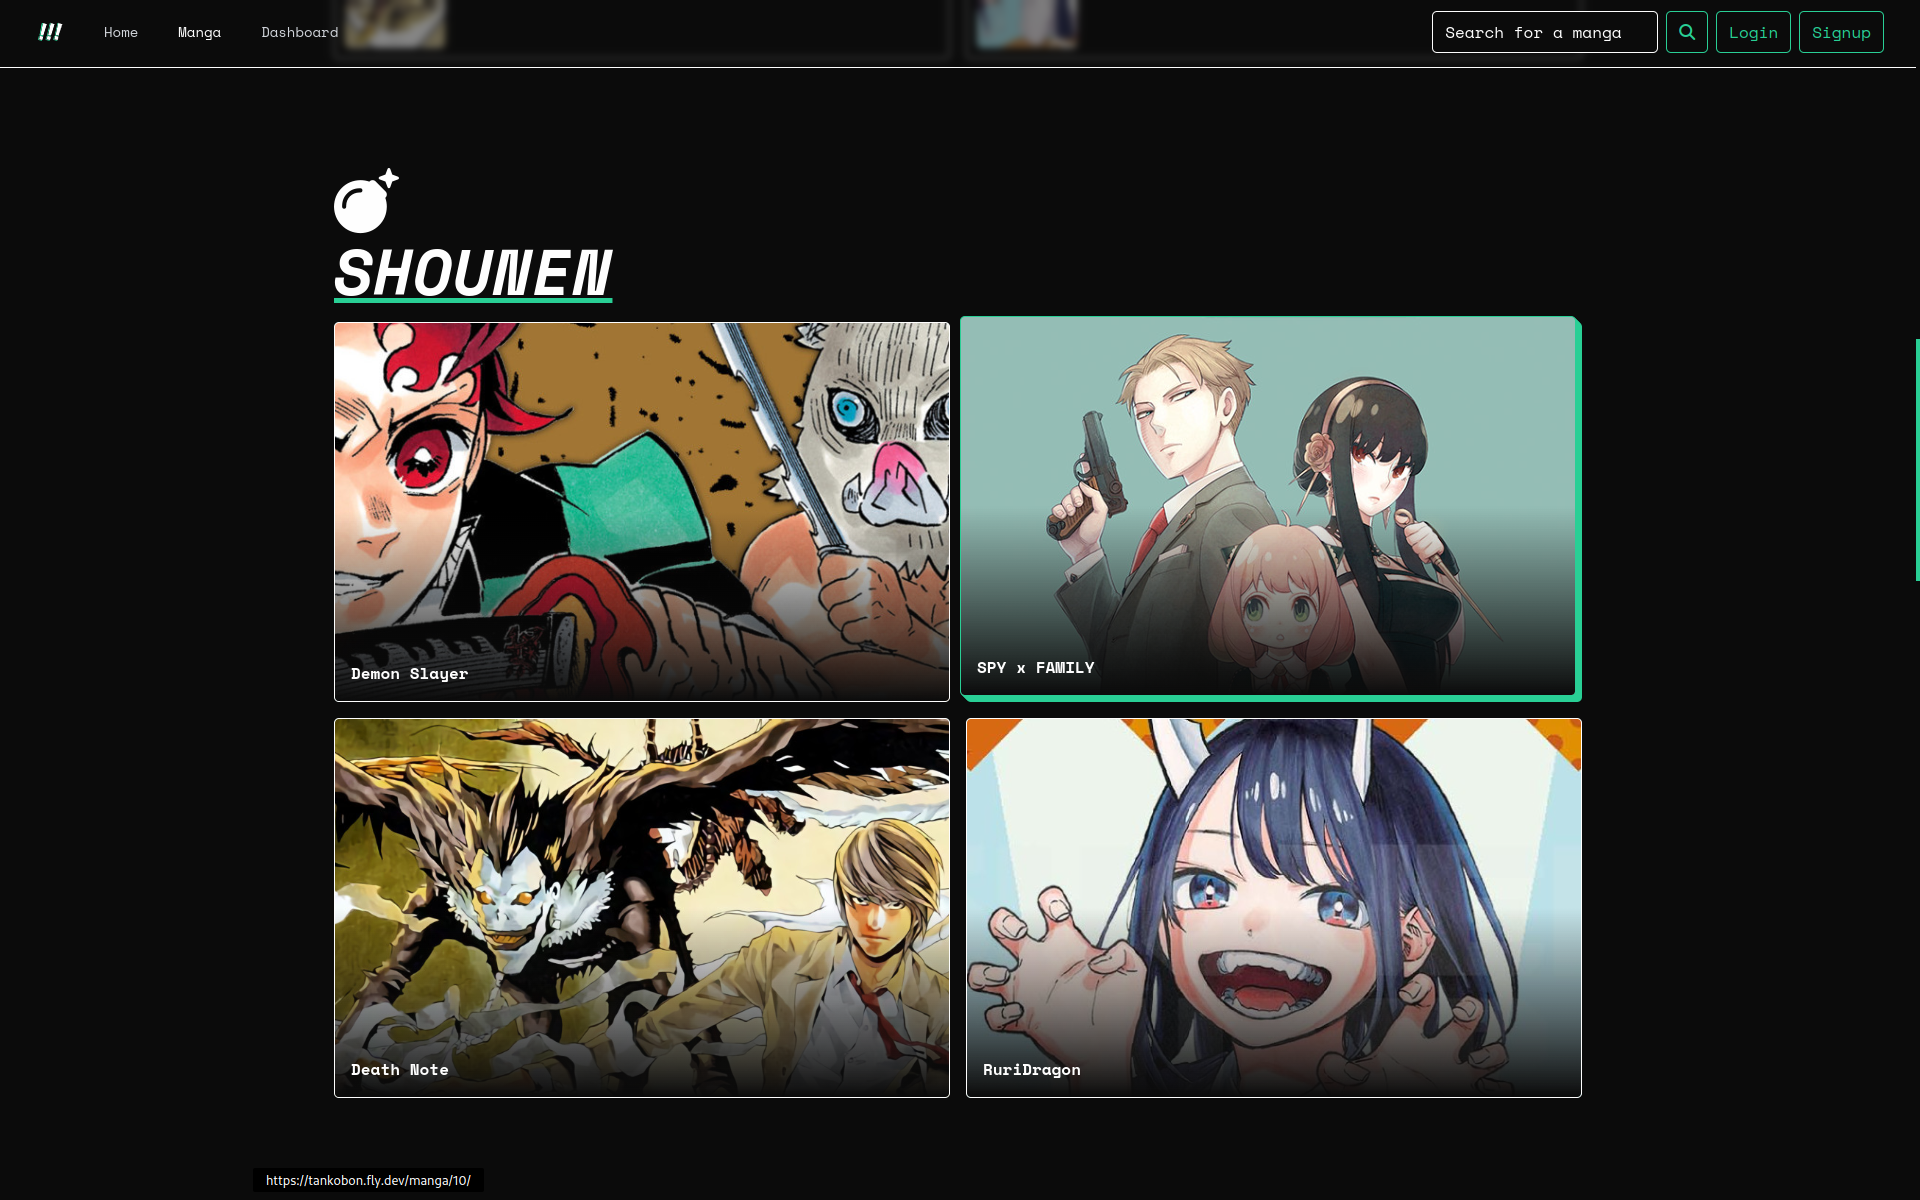 !!!
Home
Manga
Dashboard
Search for a manga
Login
Signup
SHOUNEN
Demon Slayer
SPY x FAMILY
Death Note
RuriDragon
https://tankobon.fly.dev/manga/10/